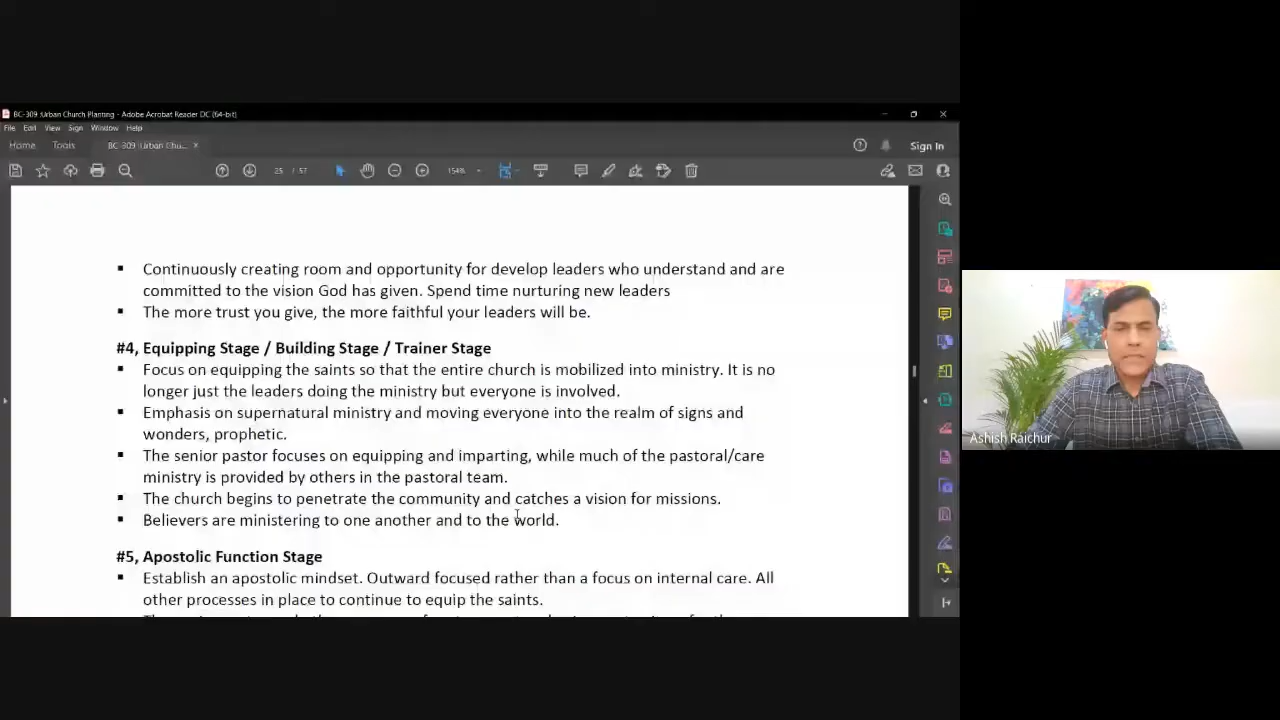 BC-309 :Urban Church Planting - Adobe Acrobat Reader DC (64-bit)
File Edit View Sign Window Help
Home Tools BC-309 :Urban Chu... ×
Sign In
25 / 57
154%
▪ Continuously creating room and opportunity for develop leaders who understand and are
committed to the vision God has given. Spend time nurturing new leaders
▪ The more trust you give, the more faithful your leaders will be.
#4, Equipping Stage / Building Stage / Trainer Stage
▪ Focus on equipping the saints so that the entire church is mobilized into ministry. It is no
longer just the leaders doing the ministry but everyone is involved.
▪ Emphasis on supernatural ministry and moving everyone into the realm of signs and
wonders, prophetic.
▪ The senior pastor focuses on equipping and imparting, while much of the pastoral/care
ministry is provided by others in the pastoral team.
▪ The church begins to penetrate the community and catches a vision for missions.
▪ Believers are ministering to one another and to the world.
#5, Apostolic Function Stage
▪ Establish an apostolic mindset. Outward focused rather than a focus on internal care. All
other processes in place to continue to equip the saints.
Ashish Raichur